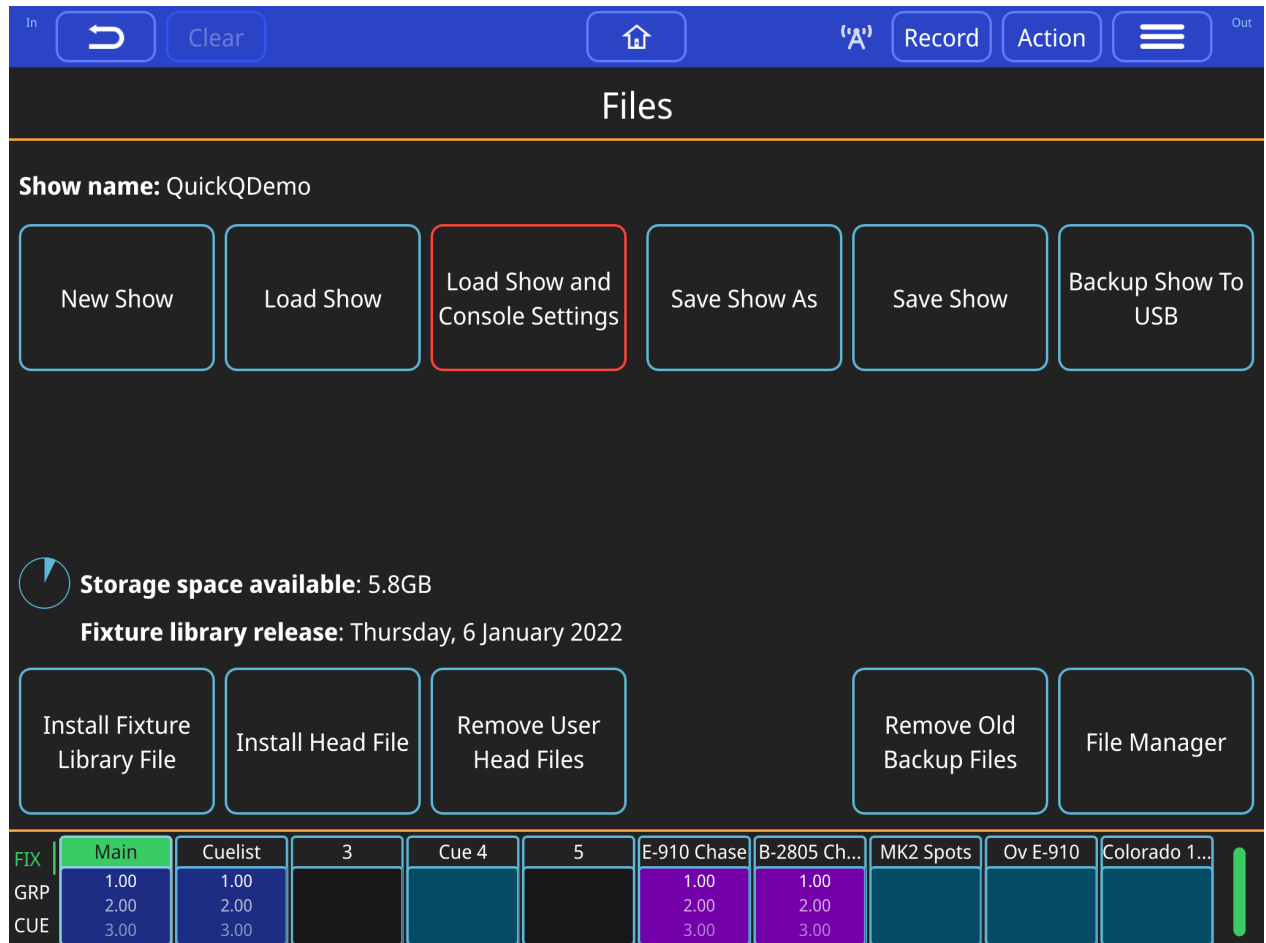 In
Clear
Record
Action
Out
Files
Show name: QuickQDemo
New Show
Load Show
Load Show and
Console Settings
Save Show As
Save Show
Backup Show To
USB
Storage space available: 5.8GB
Fixture library release: Thursday, 6 January 2022
Install Fixture
Library File
Install Head File
Remove User
Head Files
Remove Old
Backup Files
File Manager
FIX
GRP
CUE
Main
1.00
2.00
3.00
Cuelist
1.00
2.00
3.00
3
Cue 4
5
E-910 Chase
1.00
2.00
3.00
B-2805 Ch...
1.00
2.00
3.00
MK2 Spots
Ov E-910
Colorado 1...